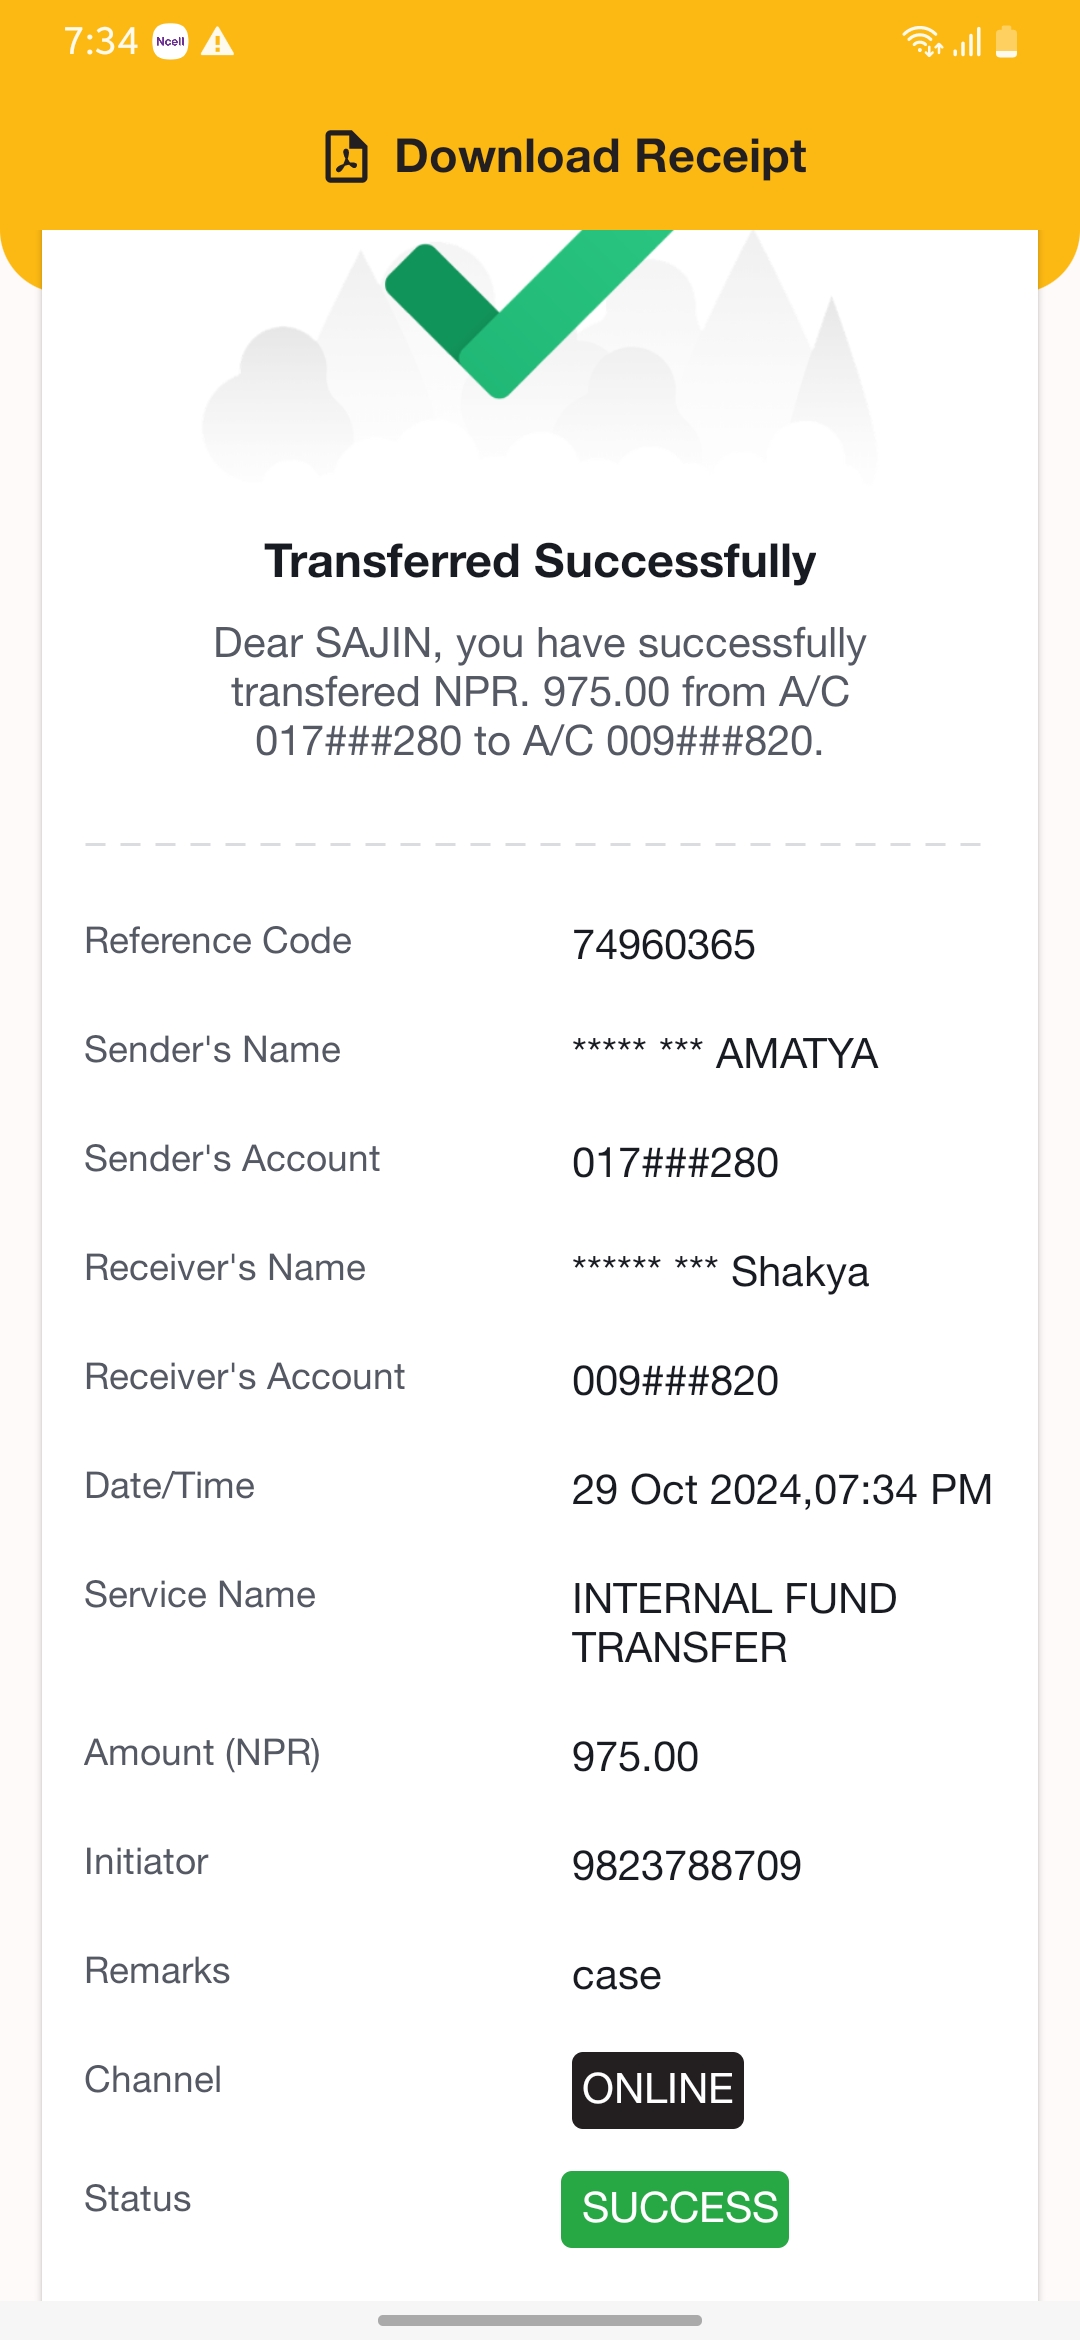 7:34 Ncell
Download Receipt
Transferred Successfully
Dear SAJIN, you have successfully
transfered NPR. 975.00 from A/C
017###280 to A/C 009###820.
Reference Code 74960365
Sender's Name ***** *** AMATYA
Sender's Account 017###280
Receiver's Name ****** *** Shakya
Receiver's Account 009###820
Date/Time 29 Oct 2024,07:34 PM
Service Name INTERNAL FUND
TRANSFER
Amount (NPR) 975.00
Initiator 9823788709
Remarks case
Channel ONLINE
Status SUCCESS